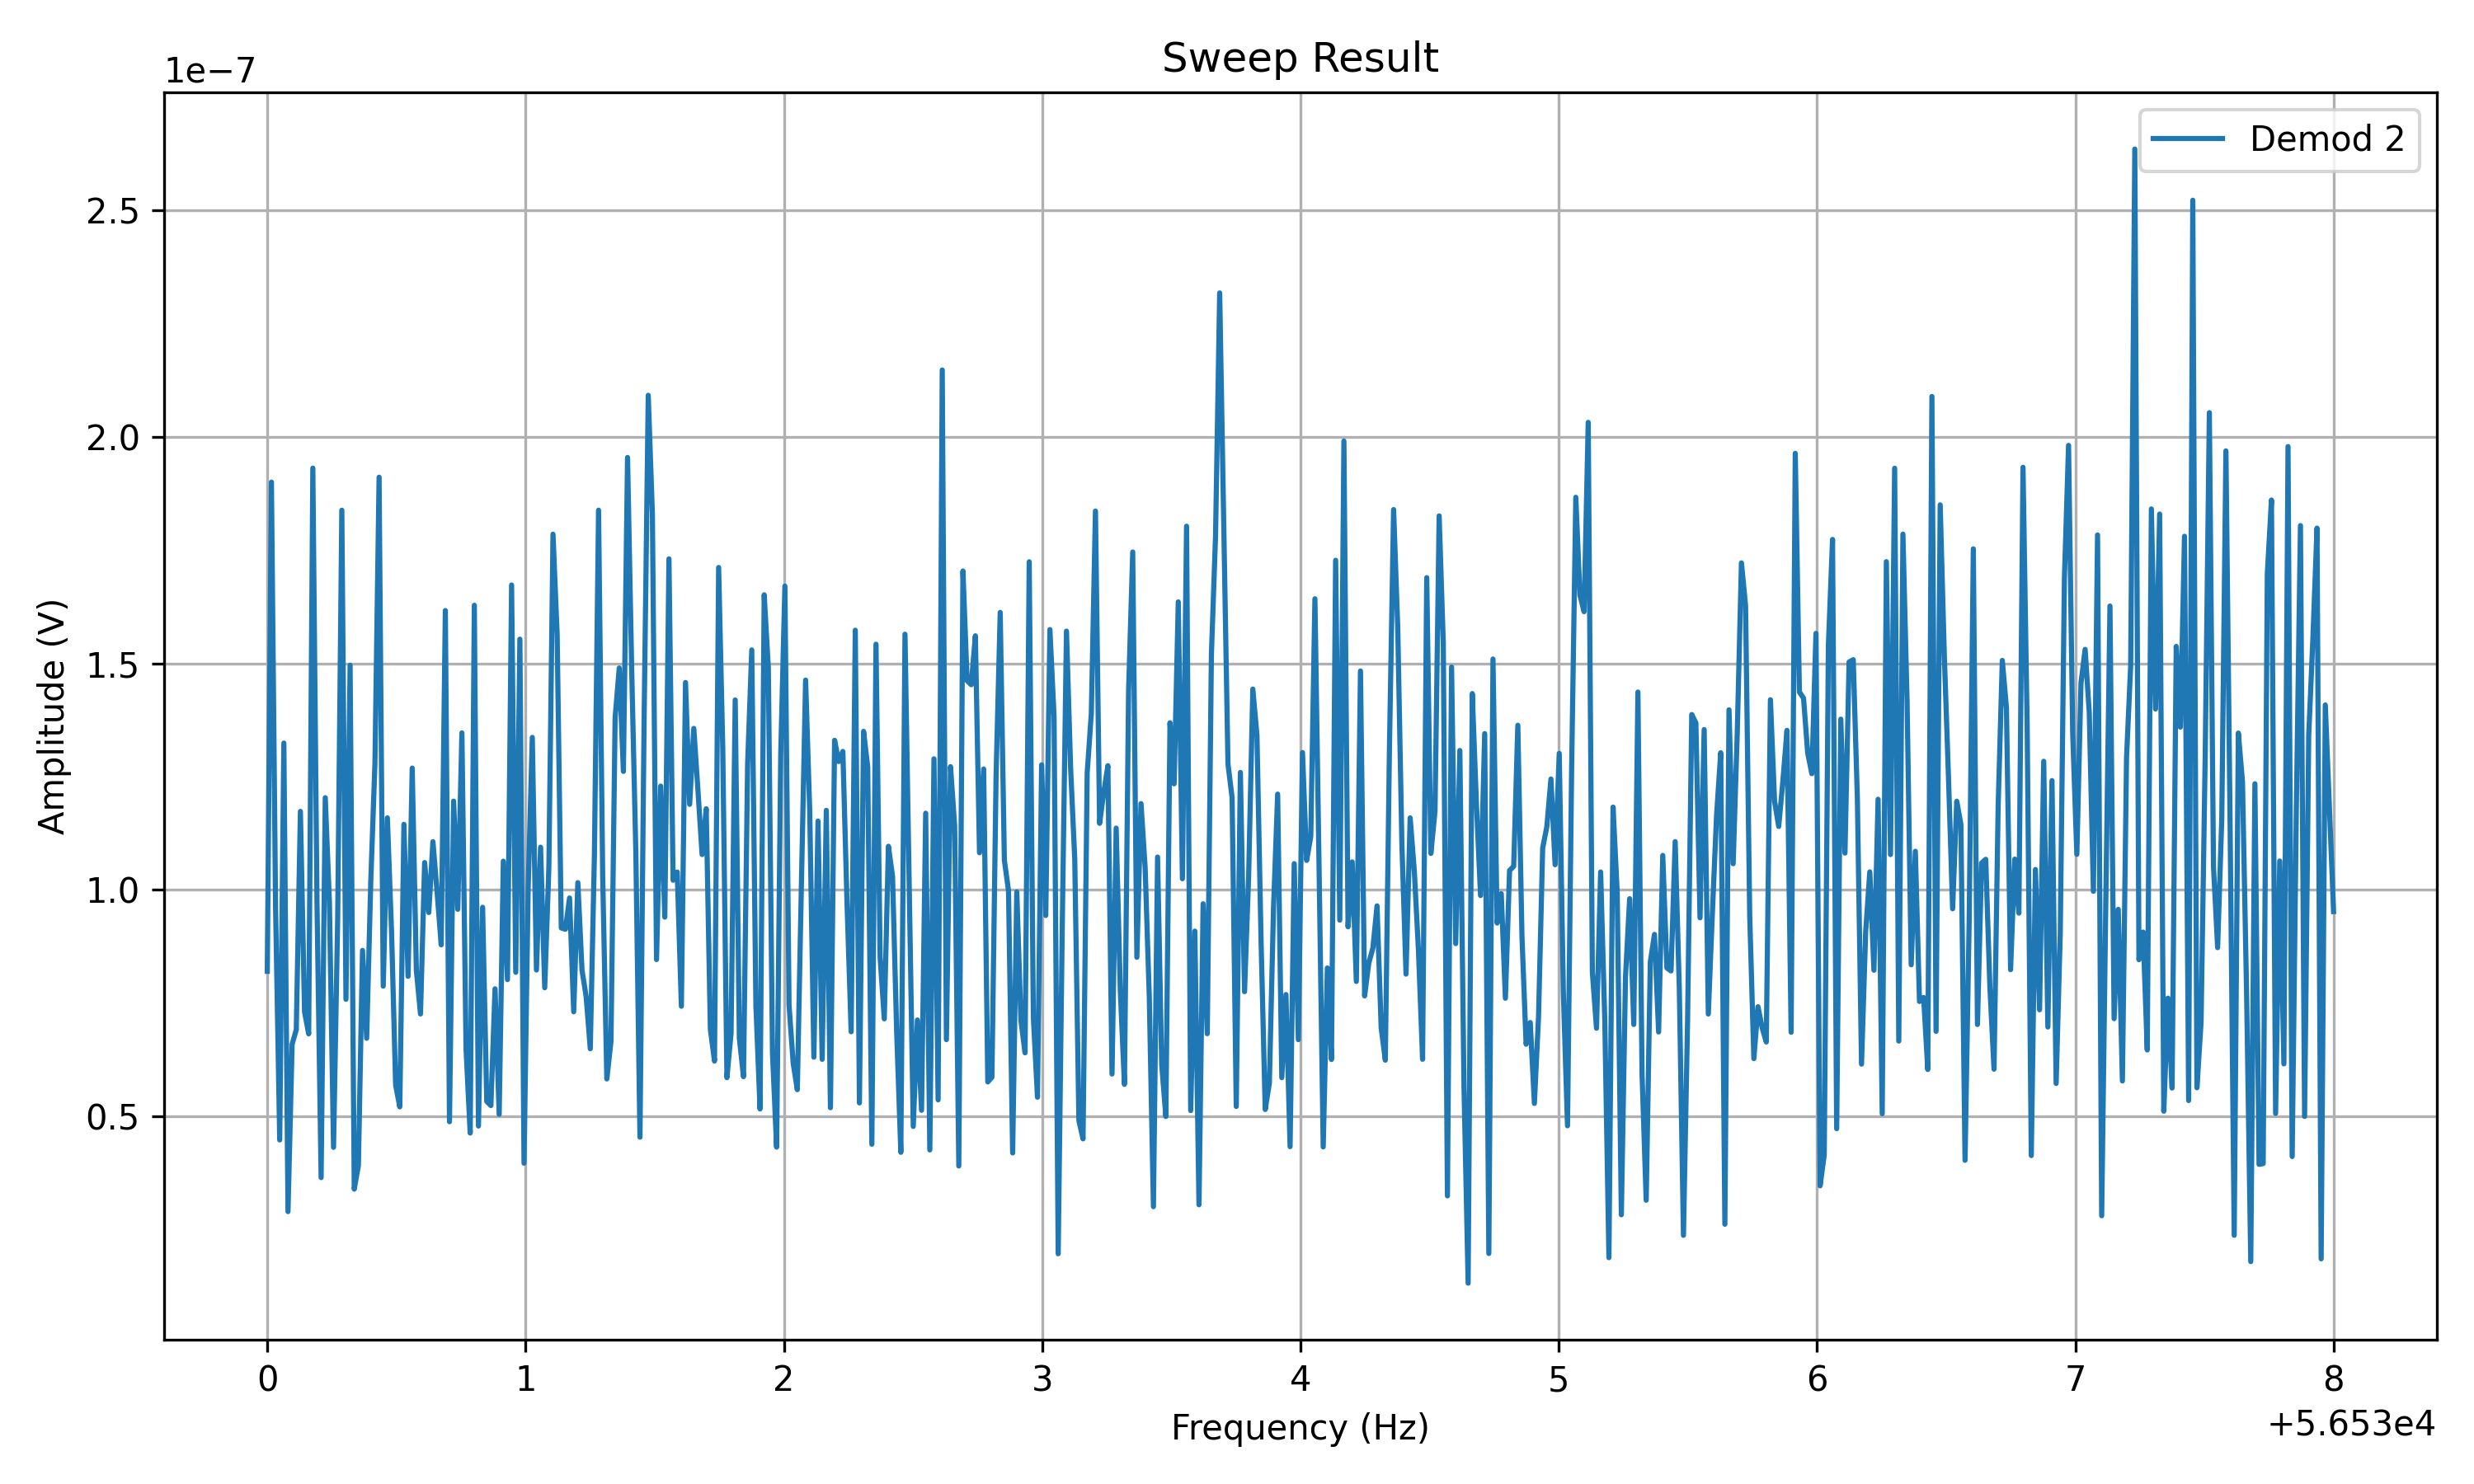 Sweep Result
1e−7
Demod 2
2.5
2.0
1.5
1.0
0.5
Amplitude (V)
0 1 2 3 4 5 6 7 8
Frequency (Hz)
+5.653e4